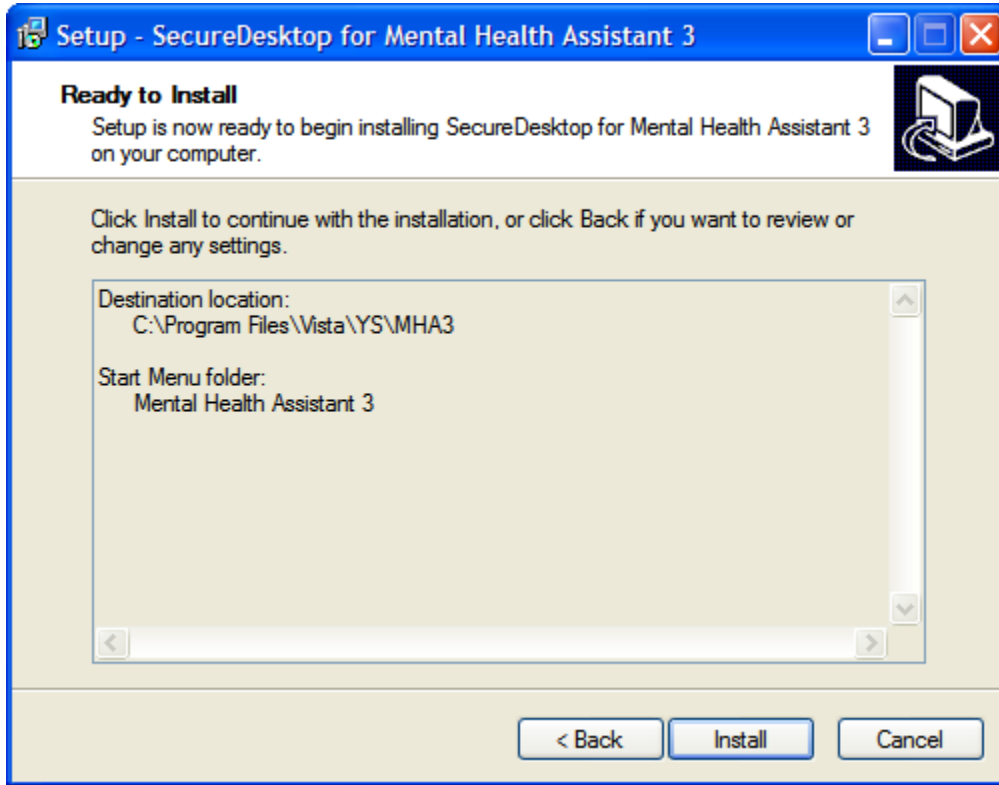 Setup - SecureDesktop for Mental Health Assistant 3
Ready to Install
Setup is now ready to begin installing SecureDesktop for Mental Health Assistant 3
on your computer.
Click Install to continue with the installation, or click Back if you want to review or
change any settings.
Destination location:
C:\Program Files\Vista\YS\MHA3
Start Menu folder:
Mental Health Assistant 3
< Back
Install
Cancel